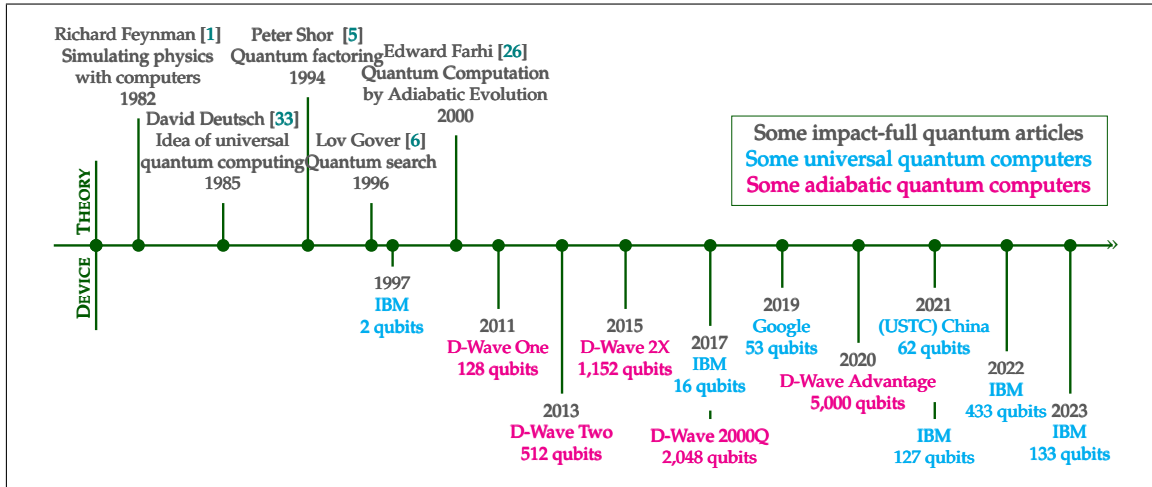 Richard Feynman [1]
Simulating physics
with computers
1982
David Deutsch [33]
Idea of universal
quantum computing
1985
Peter Shor [5]
Quantum factoring
1994
Lov Gover [6]
Quantum search
1996
Edward Farhi [26]
Quantum Computation
by Adiabatic Evolution
2000
Some impact-full quantum articles
Some universal quantum computers
Some adiabatic quantum computers
THEORY
DEVICE
1997
IBM
2 qubits
2011
D-Wave One
128 qubits
2013
D-Wave Two
512 qubits
2015
D-Wave 2X
1,152 qubits
2017
IBM
16 qubits
D-Wave 2000Q
2,048 qubits
2019
Google
53 qubits
2020
D-Wave Advantage
5,000 qubits
2021
(USTC) China
62 qubits
IBM
127 qubits
2022
IBM
433 qubits
2023
IBM
133 qubits